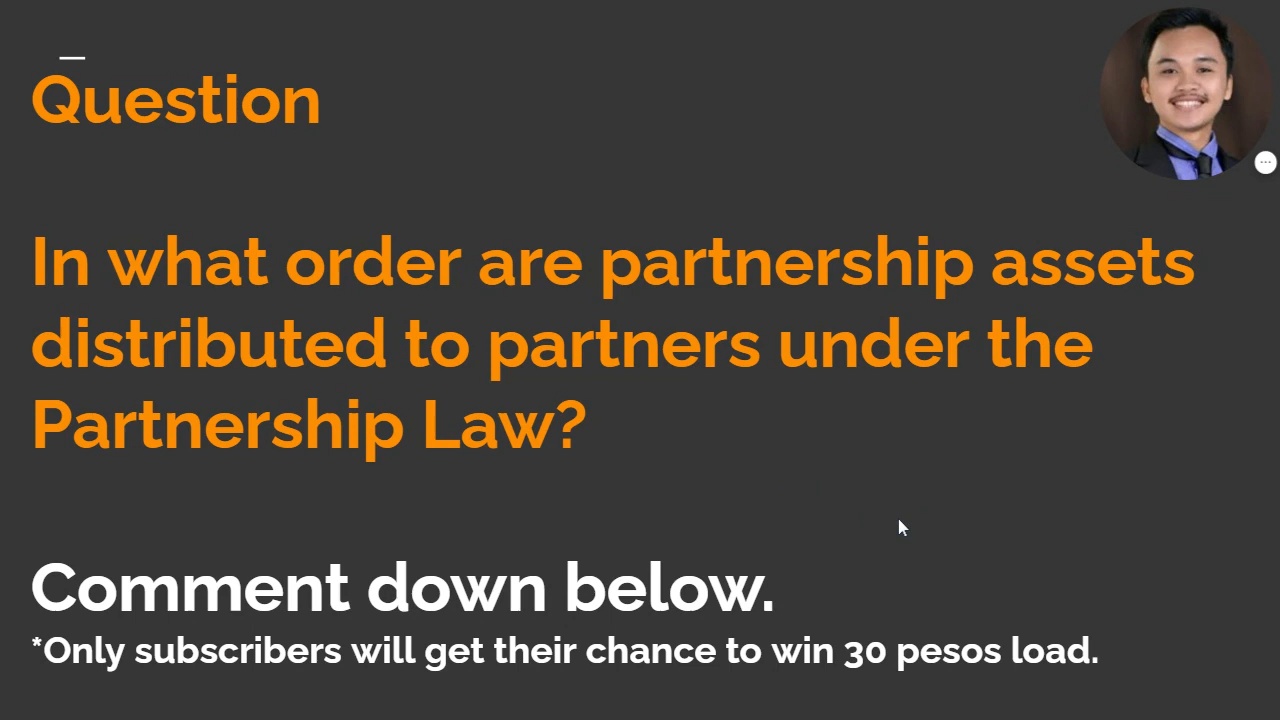 Question
In what order are partnership assets
distributed to partners under the
Partnership Law?
Comment down below.
*Only subscribers will get their chance to win 30 pesos load.